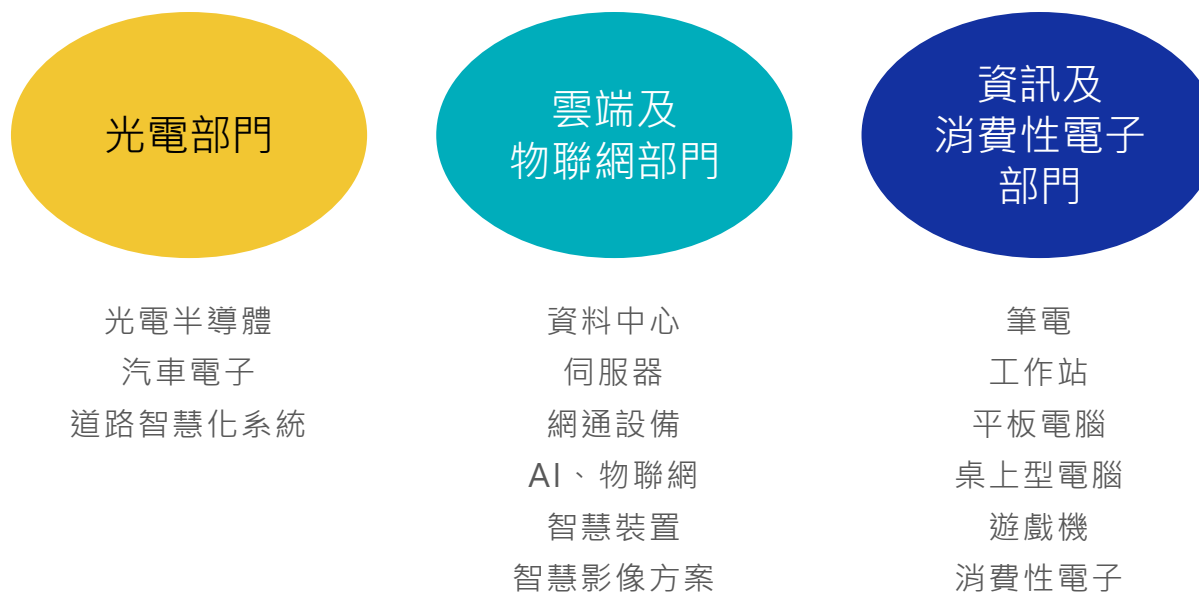 光電部門
光電半導體
汽車電子
道路智慧化系統
雲端及
物聯網部門
資料中心
伺服器
網通設備
AI、物聯網
智慧裝置
智慧影像方案
資訊及
消費性電子
部門
筆電
工作站
平板電腦
桌上型電腦
遊戲機
消費性電子